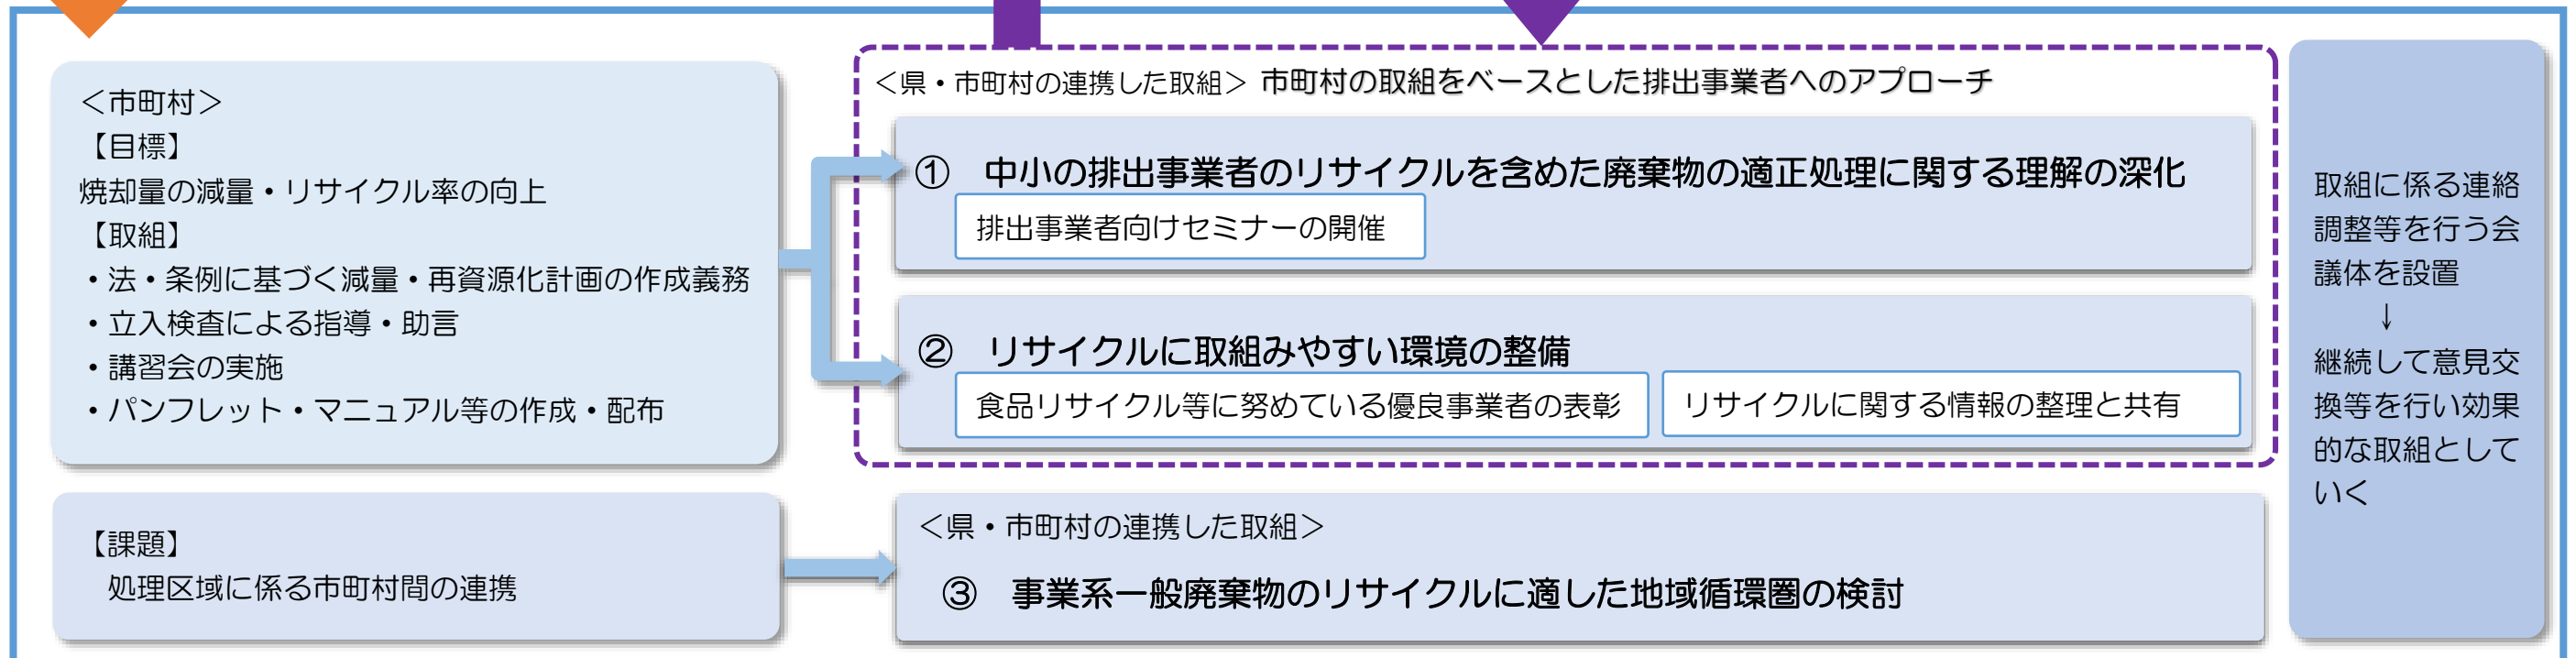 ＜市町村＞
【目標】
焼却量の減量・リサイクル率の向上
【取組】
・法・条例に基づく減量・再資源化計画の作成義務
・立入検査による指導・助言
・講習会の実施
・パンフレット・マニュアル等の作成・配布
＜県・市町村の連携した取組＞ 市町村の取組をベースとした排出事業者へのアプローチ
①　中小の排出事業者のリサイクルを含めた廃棄物の適正処理に関する理解の深化
排出事業者向けセミナーの開催
②　リサイクルに取組みやすい環境の整備
食品リサイクル等に努めている優良事業者の表彰
リサイクルに関する情報の整理と共有
【課題】
処理区域に係る市町村間の連携
＜県・市町村の連携した取組＞
③　事業系一般廃棄物のリサイクルに適した地域循環圏の検討
取組に係る連絡
調整等を行う会
議体を設置
↓
継続して意見交
換等を行い効果
的な取組として
いく